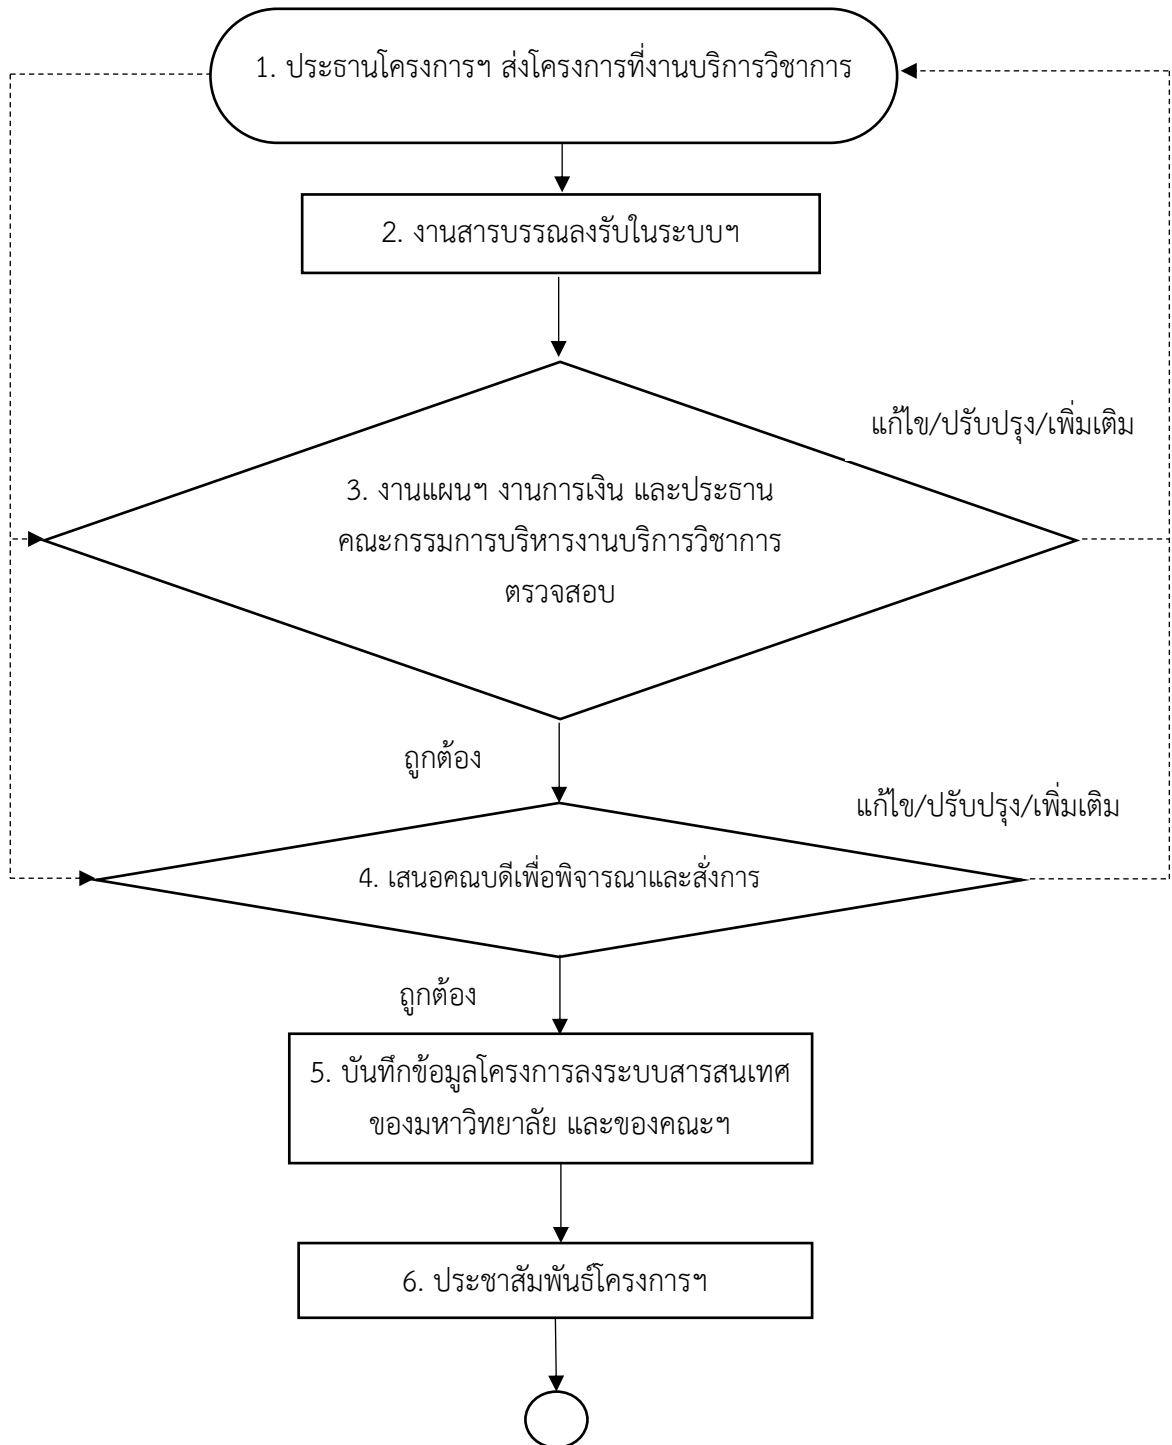 1. ประธานโครงการฯ ส่งโครงการที่งานบริการวิชาการ
2. งานสารบรรณลงรับในระบบฯ
แก้ไข/ปรับปรุง/เพิ่มเติม
3. งานแผนฯ งานการเงิน และประธาน
คณะกรรมการบริหารงานบริการวิชาการ
ตรวจสอบ
ถูกต้อง
แก้ไข/ปรับปรุง/เพิ่มเติม
4. เสนอคณบดีเพื่อพิจารณาและสั่งการ
ถูกต้อง
5. บันทึกข้อมูลโครงการลงระบบสารสนเทศ
ของมหาวิทยาลัย และของคณะฯ
6. ประชาสัมพันธ์โครงการฯ